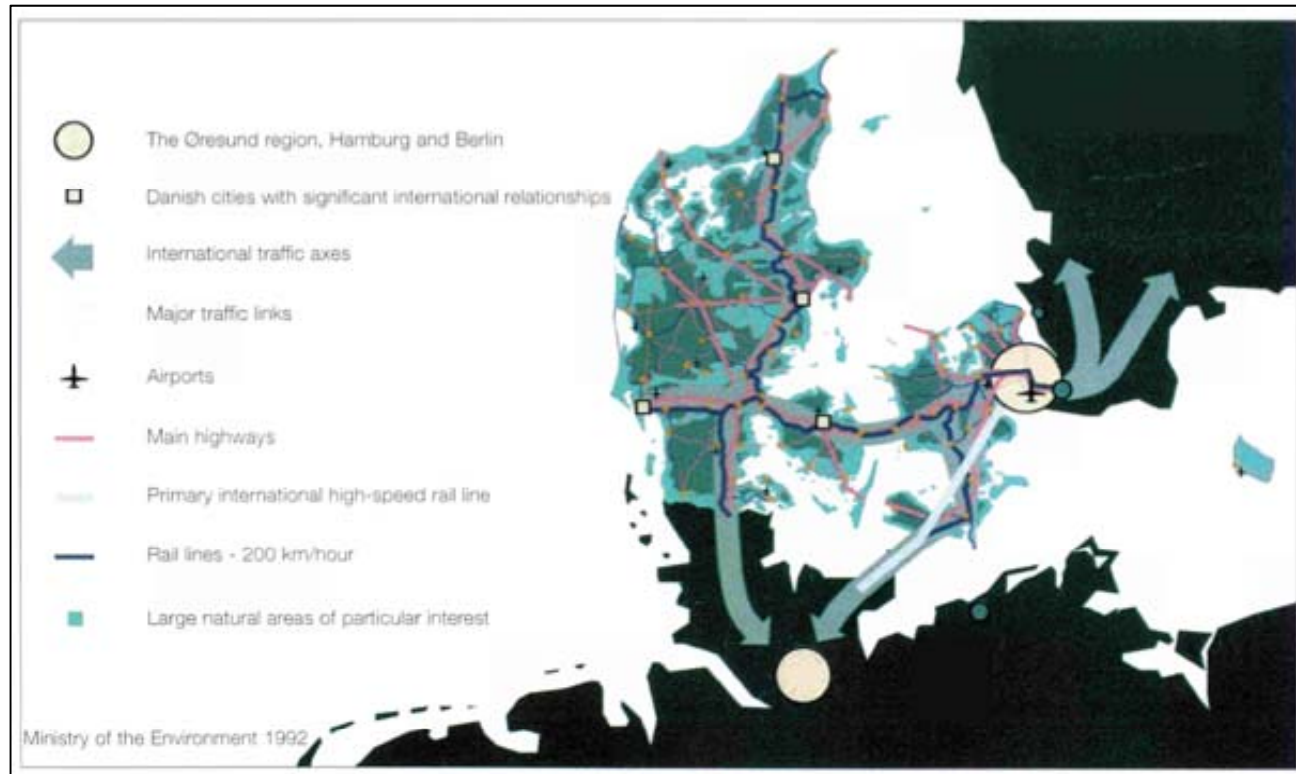 The Øresund region, Hamburg and Berlin
Danish cities with significant international relationships
International traffic axes
Major traffic links
Airports
Main highways
Primary international high-speed rail line
Rail lines - 200 km/hour
Large natural areas of particular interest
Ministry of the Environment 1992